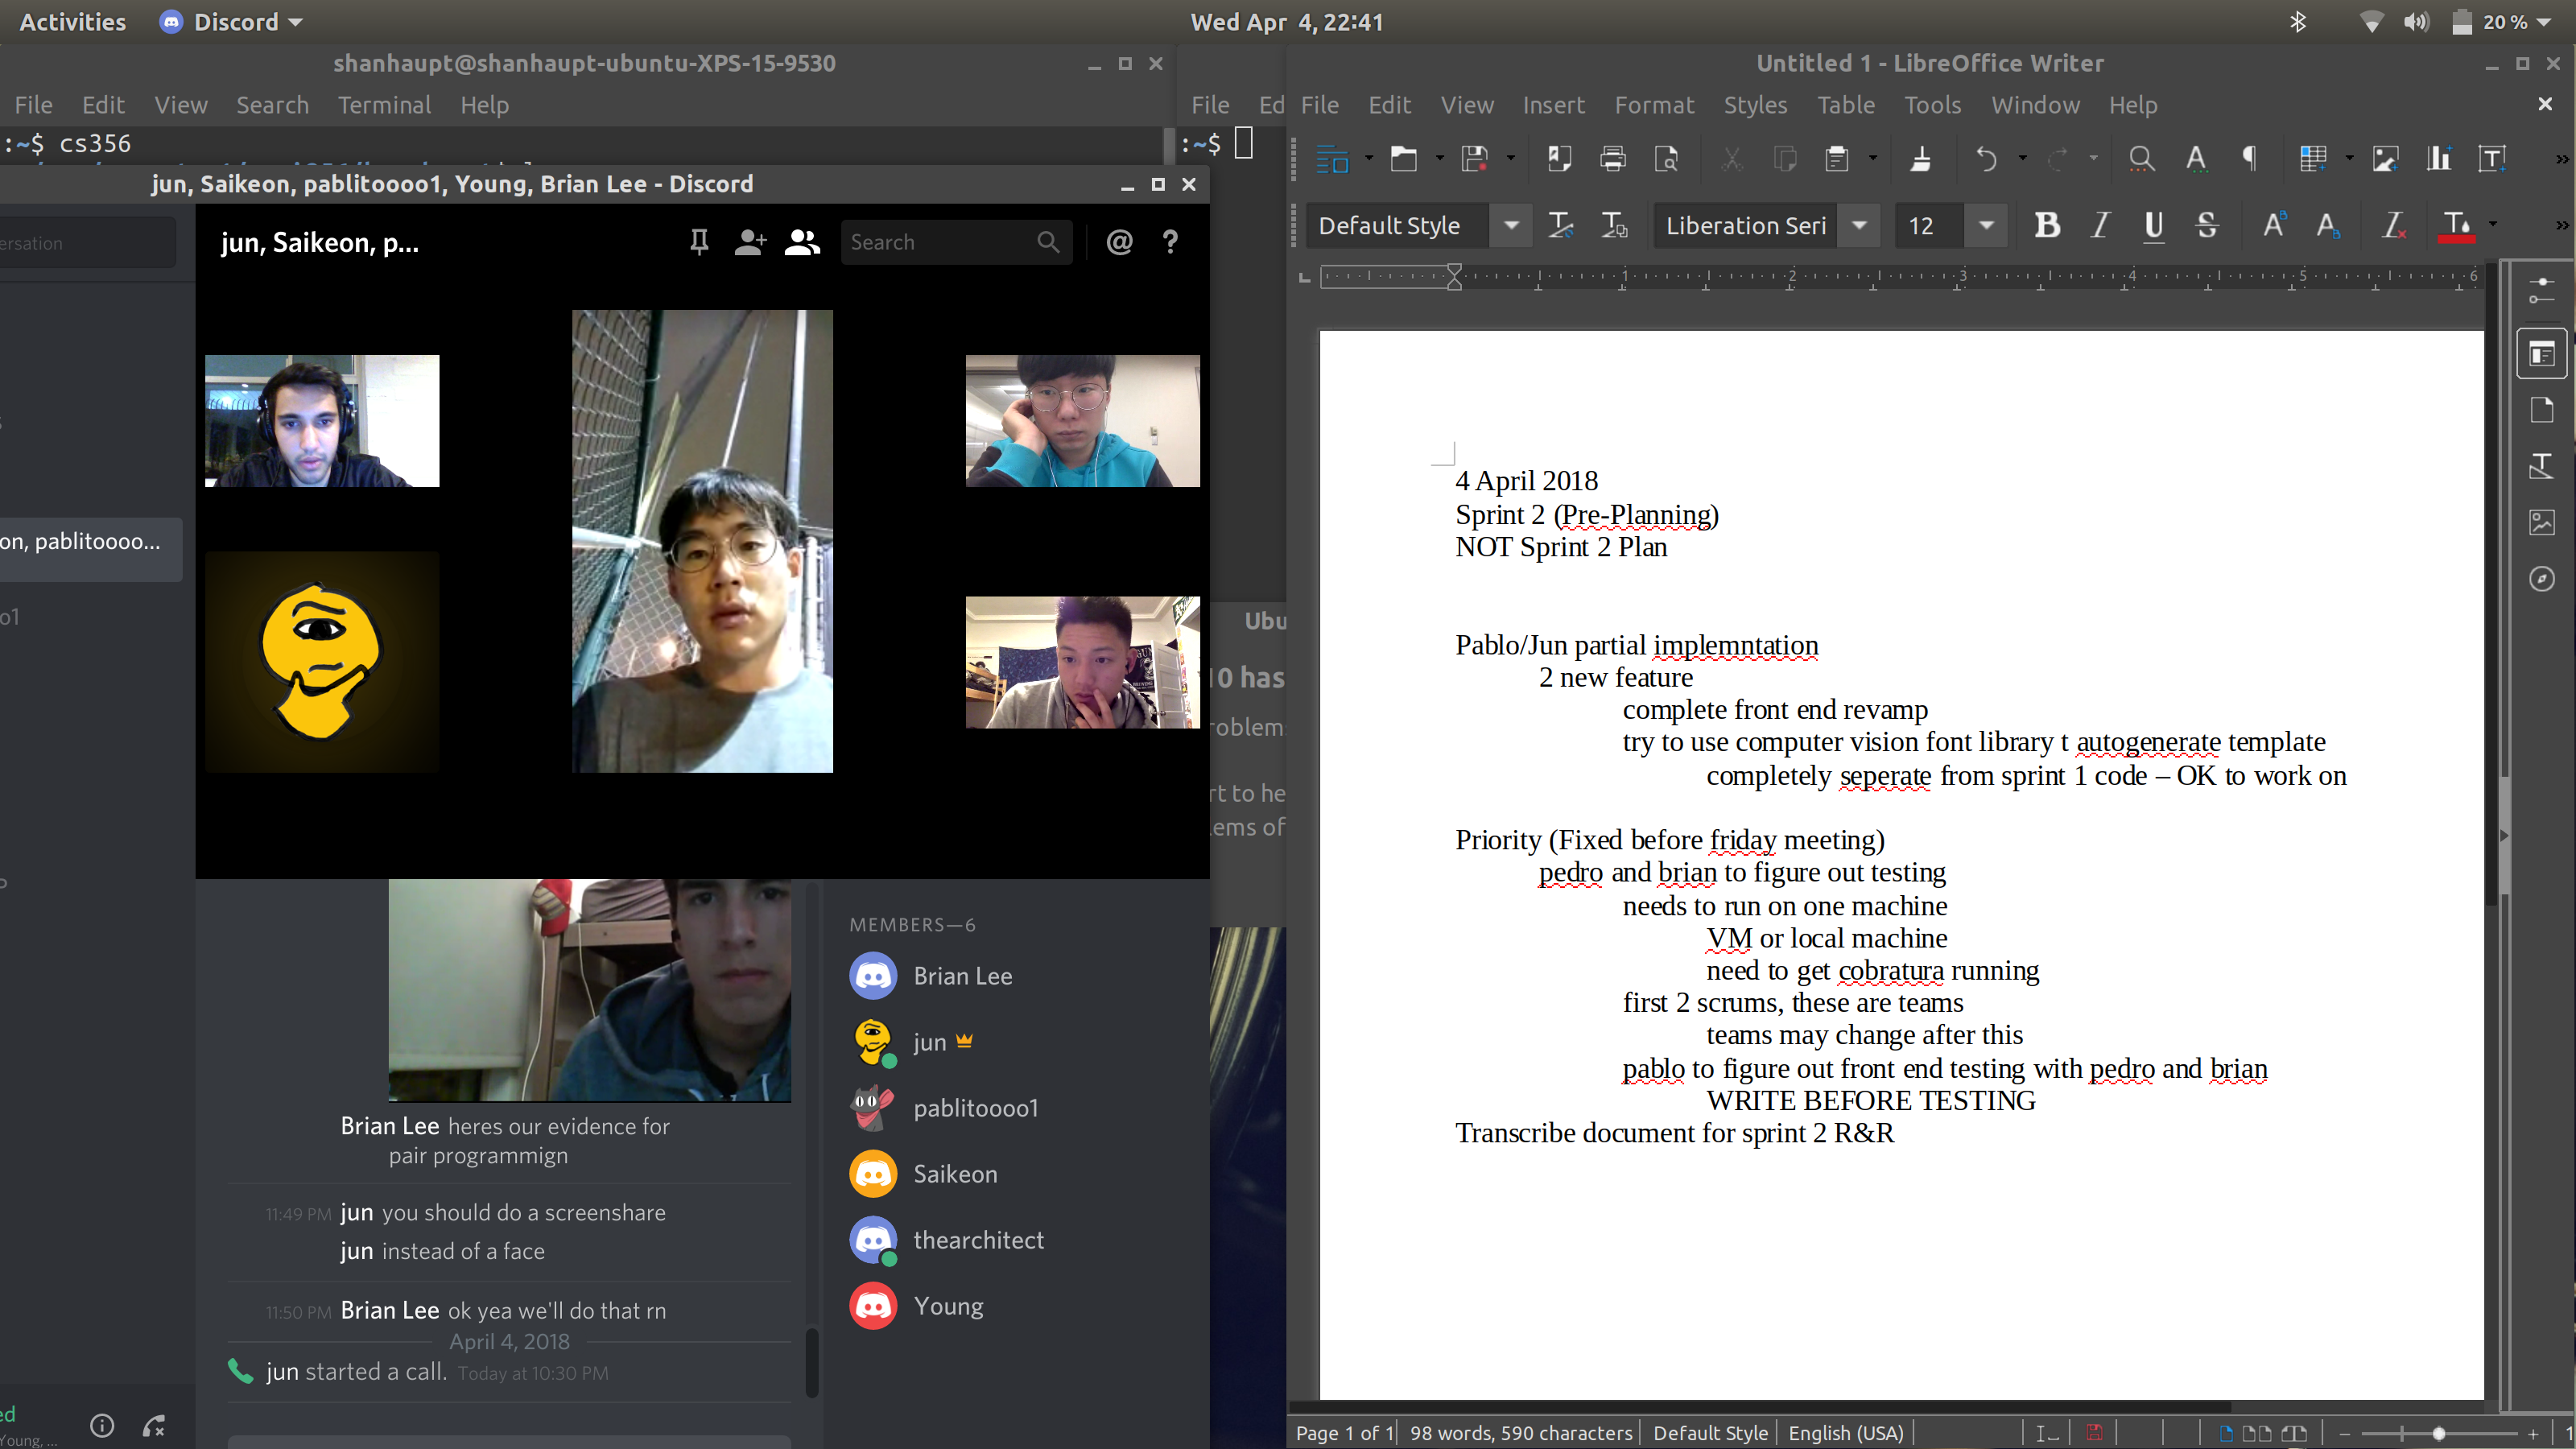 Activities
Discord
Wed Apr 4, 22:41
20 %
shanhaupt@shanhaupt-ubuntu-XPS-15-9530
File Edit View Search Terminal Help
:~$ cs356
File Ed
:~$
jun, Saikeon, pablitoooo1, Young, Brian Lee - Discord
ersation
jun, Saikeon, p...
Search
@ ?
on, pablitoooo...
o1
Brian Lee heres our evidence for
pair programmign
11:49 PM jun you should do a screenshare
jun instead of a face
11:50 PM Brian Lee ok yea we'll do that rn
April 4, 2018
jun started a call. Today at 10:30 PM
ed
Young, ...
MEMBERS—6
Brian Lee
jun
pablitoooo1
Saikeon
thearchitect
Young
Ubu
10 has
roblem
rt to he
ems of
Untitled 1 - LibreOffice Writer
File Edit View Insert Format Styles Table Tools Window Help
Default Style
Liberation Seri
12
1 2 3 4 5 6
4 April 2018
Sprint 2 (Pre-Planning)
NOT Sprint 2 Plan
Pablo/Jun partial implemntation
2 new feature
complete front end revamp
try to use computer vision font library t autogenerate template
completely seperate from sprint 1 code – OK to work on
Priority (Fixed before friday meeting)
pedro and brian to figure out testing
needs to run on one machine
VM or local machine
need to get cobratura running
first 2 scrums, these are teams
teams may change after this
pablo to figure out front end testing with pedro and brian
WRITE BEFORE TESTING
Transcribe document for sprint 2 R&R
Page 1 of 1 98 words, 590 characters Default Style English (USA)